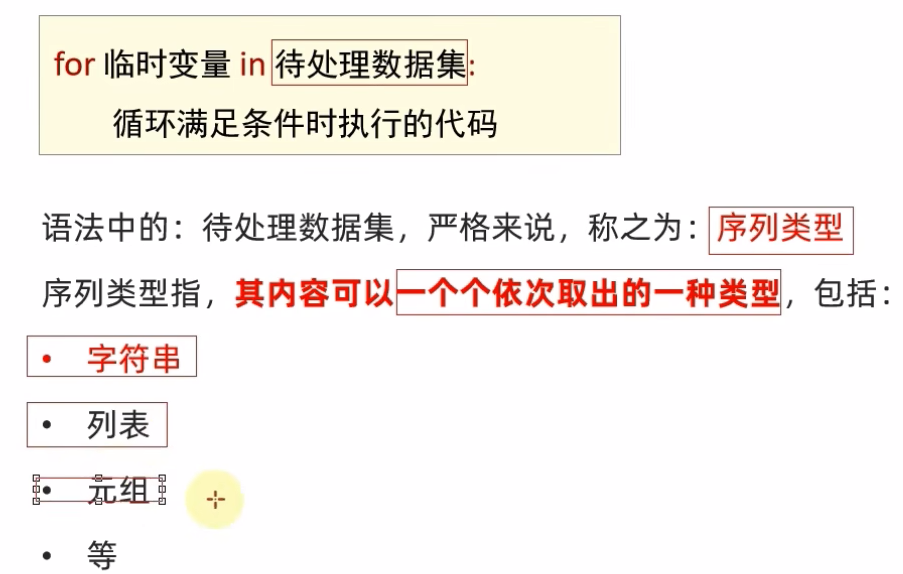 for 临时变量 in 待处理数据集:
循环满足条件时执行的代码
语法中的：待处理数据集，严格来说，称之为：序列类型
序列类型指，其内容可以一个个依次取出的一种类型，包括：
• 字符串
• 列表
• 元组
• 等